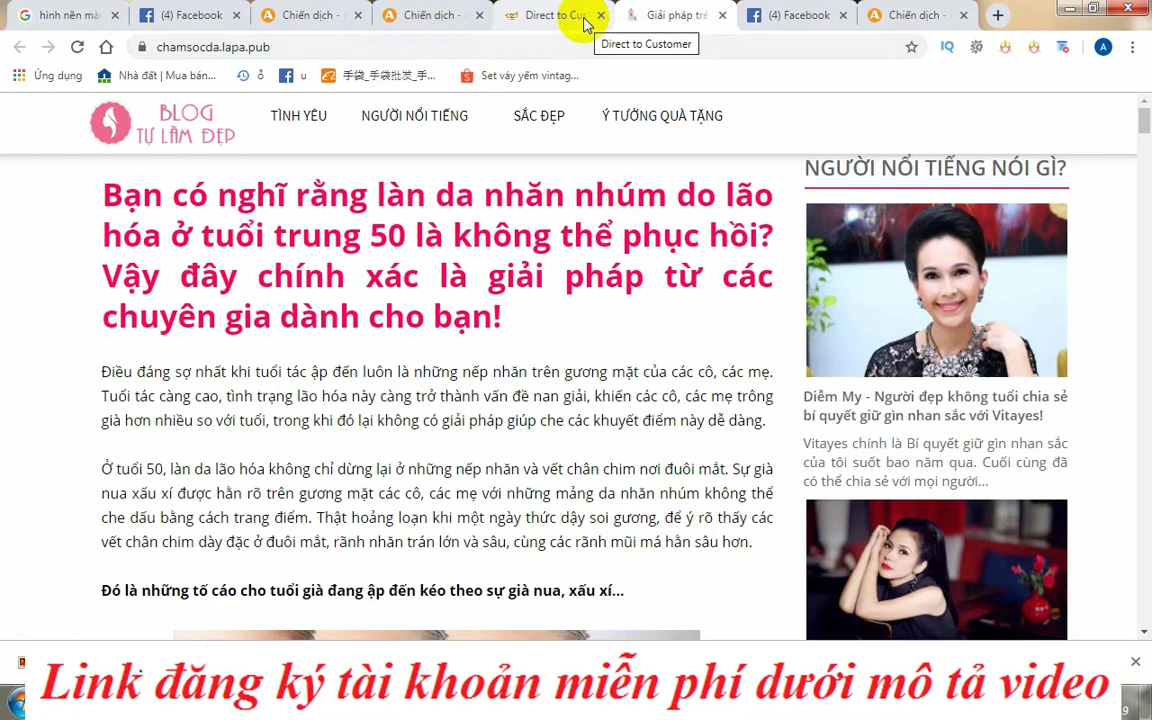 hình nền mà
(4) Facebook
Chiến dịch -
Chiến dịch -
Direct to Cus
Giải pháp trẻ
(4) Facebook
Chiến dịch -
Direct to Customer
chamsocda.lapa.pub
IQ
A
Ứng dụng
Nhà đất | Mua bán...
ỗ
u
手袋_手袋批发_手...
Set váy yếm vintag...
BLOG
TỰ LÀM ĐẸP
TÌNH YÊU
NGƯỜI NỔI TIẾNG
SẮC ĐẸP
Ý TƯỞNG QUÀ TẶNG
Bạn có nghĩ rằng làn da nhăn nhúm do lão
hóa ở tuổi trung 50 là không thể phục hồi?
Vậy đây chính xác là giải pháp từ các
chuyên gia dành cho bạn!
Điều đáng sợ nhất khi tuổi tác ập đến luôn là những nếp nhăn trên gương mặt của các cô, các mẹ.
Tuổi tác càng cao, tình trạng lão hóa này càng trở thành vấn đề nan giải, khiến các cô, các mẹ trông
già hơn nhiều so với tuổi, trong khi đó lại không có giải pháp giúp che các khuyết điểm này dễ dàng.
Ở tuổi 50, làn da lão hóa không chỉ dừng lại ở những nếp nhăn và vết chân chim nơi đuôi mắt. Sự già
nua xấu xí được hằn rõ trên gương mặt các cô, các mẹ với những mảng da nhăn nhúm không thể
che dấu bằng cách trang điểm. Thật hoảng loạn khi một ngày thức dậy soi gương, để ý rõ thấy các
vết chân chim dày đặc ở đuôi mắt, rãnh nhăn trán lớn và sâu, cùng các rãnh mũi má hằn sâu hơn.
Đó là những tố cáo cho tuổi già đang ập đến kéo theo sự già nua, xấu xí...
NGƯỜI NỔI TIẾNG NÓI GÌ?
Diễm My - Người đẹp không tuổi chia sẻ
bí quyết giữ gìn nhan sắc với Vitayes!
Vitayes chính là Bí quyết giữ gìn nhan sắc
của tôi suốt bao năm qua. Cuối cùng đã
có thể chia sẻ với mọi người...
Link đăng ký tài khoản miễn phí dưới mô tả video